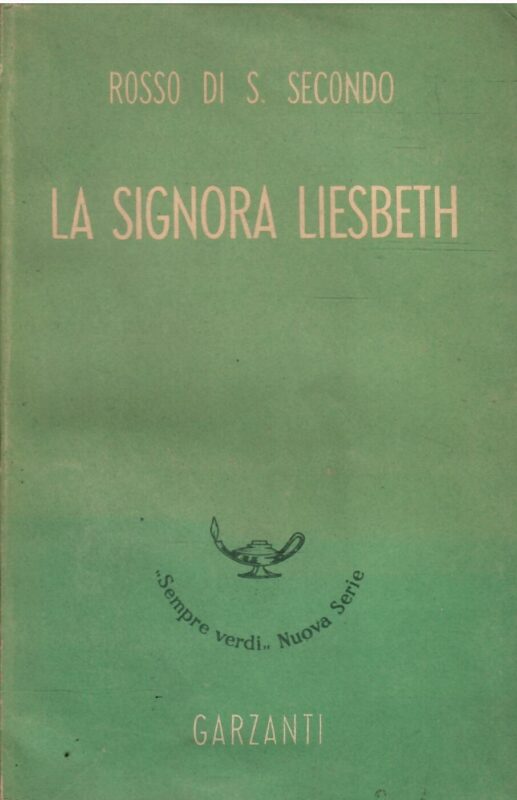 ROSSO DI S. SECONDO
LA SIGNORA LIESBETH
„Sempre verdi„ Nuova Serie
GARZANTI